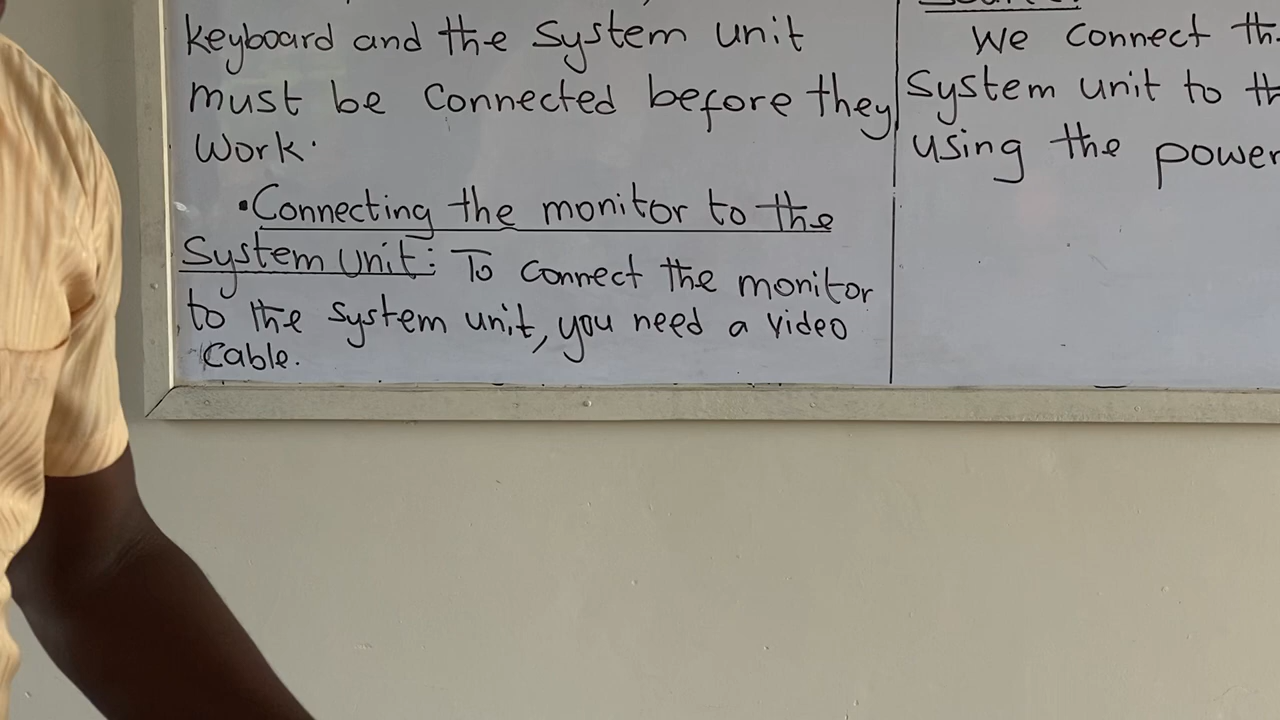 keyboard and the system unit
must be connected before they
work.
• Connecting the monitor to the
System Unit: To connect the monitor
to the system unit, you need a video
cable.
We connect
system unit to
using the power